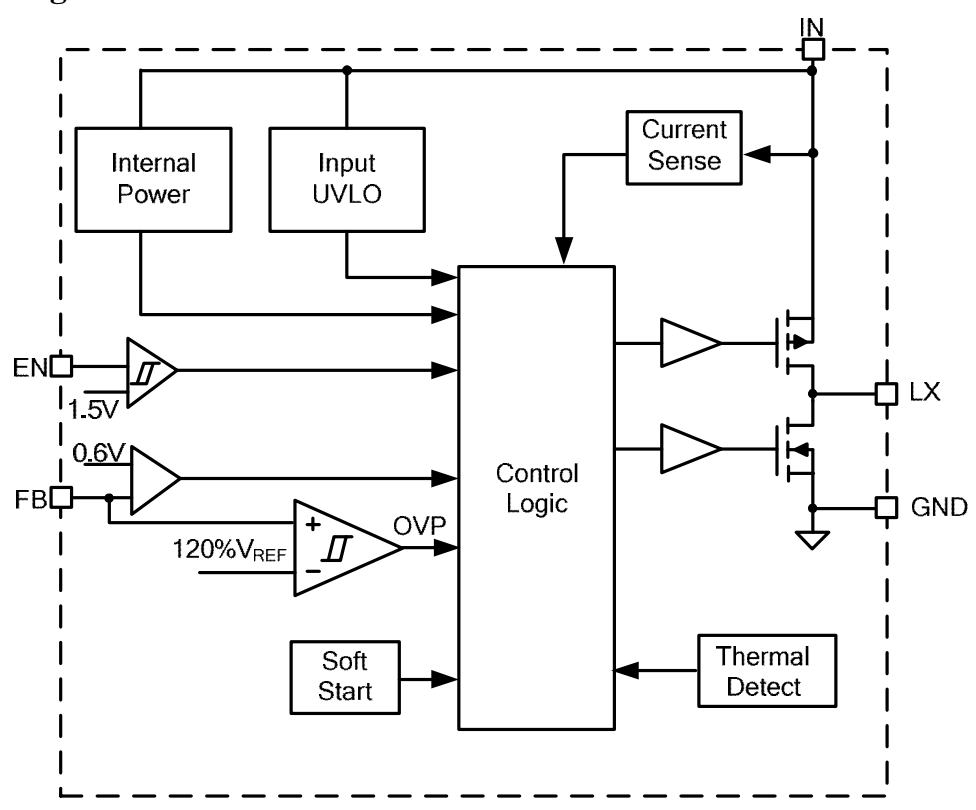 IN
Current
Sense
Internal
Power
Input
UVLO
EN
1.5V
LX
0.6V
FB
Control
Logic
GND
+
OVP
120%VREF
−
Soft
Start
Thermal
Detect